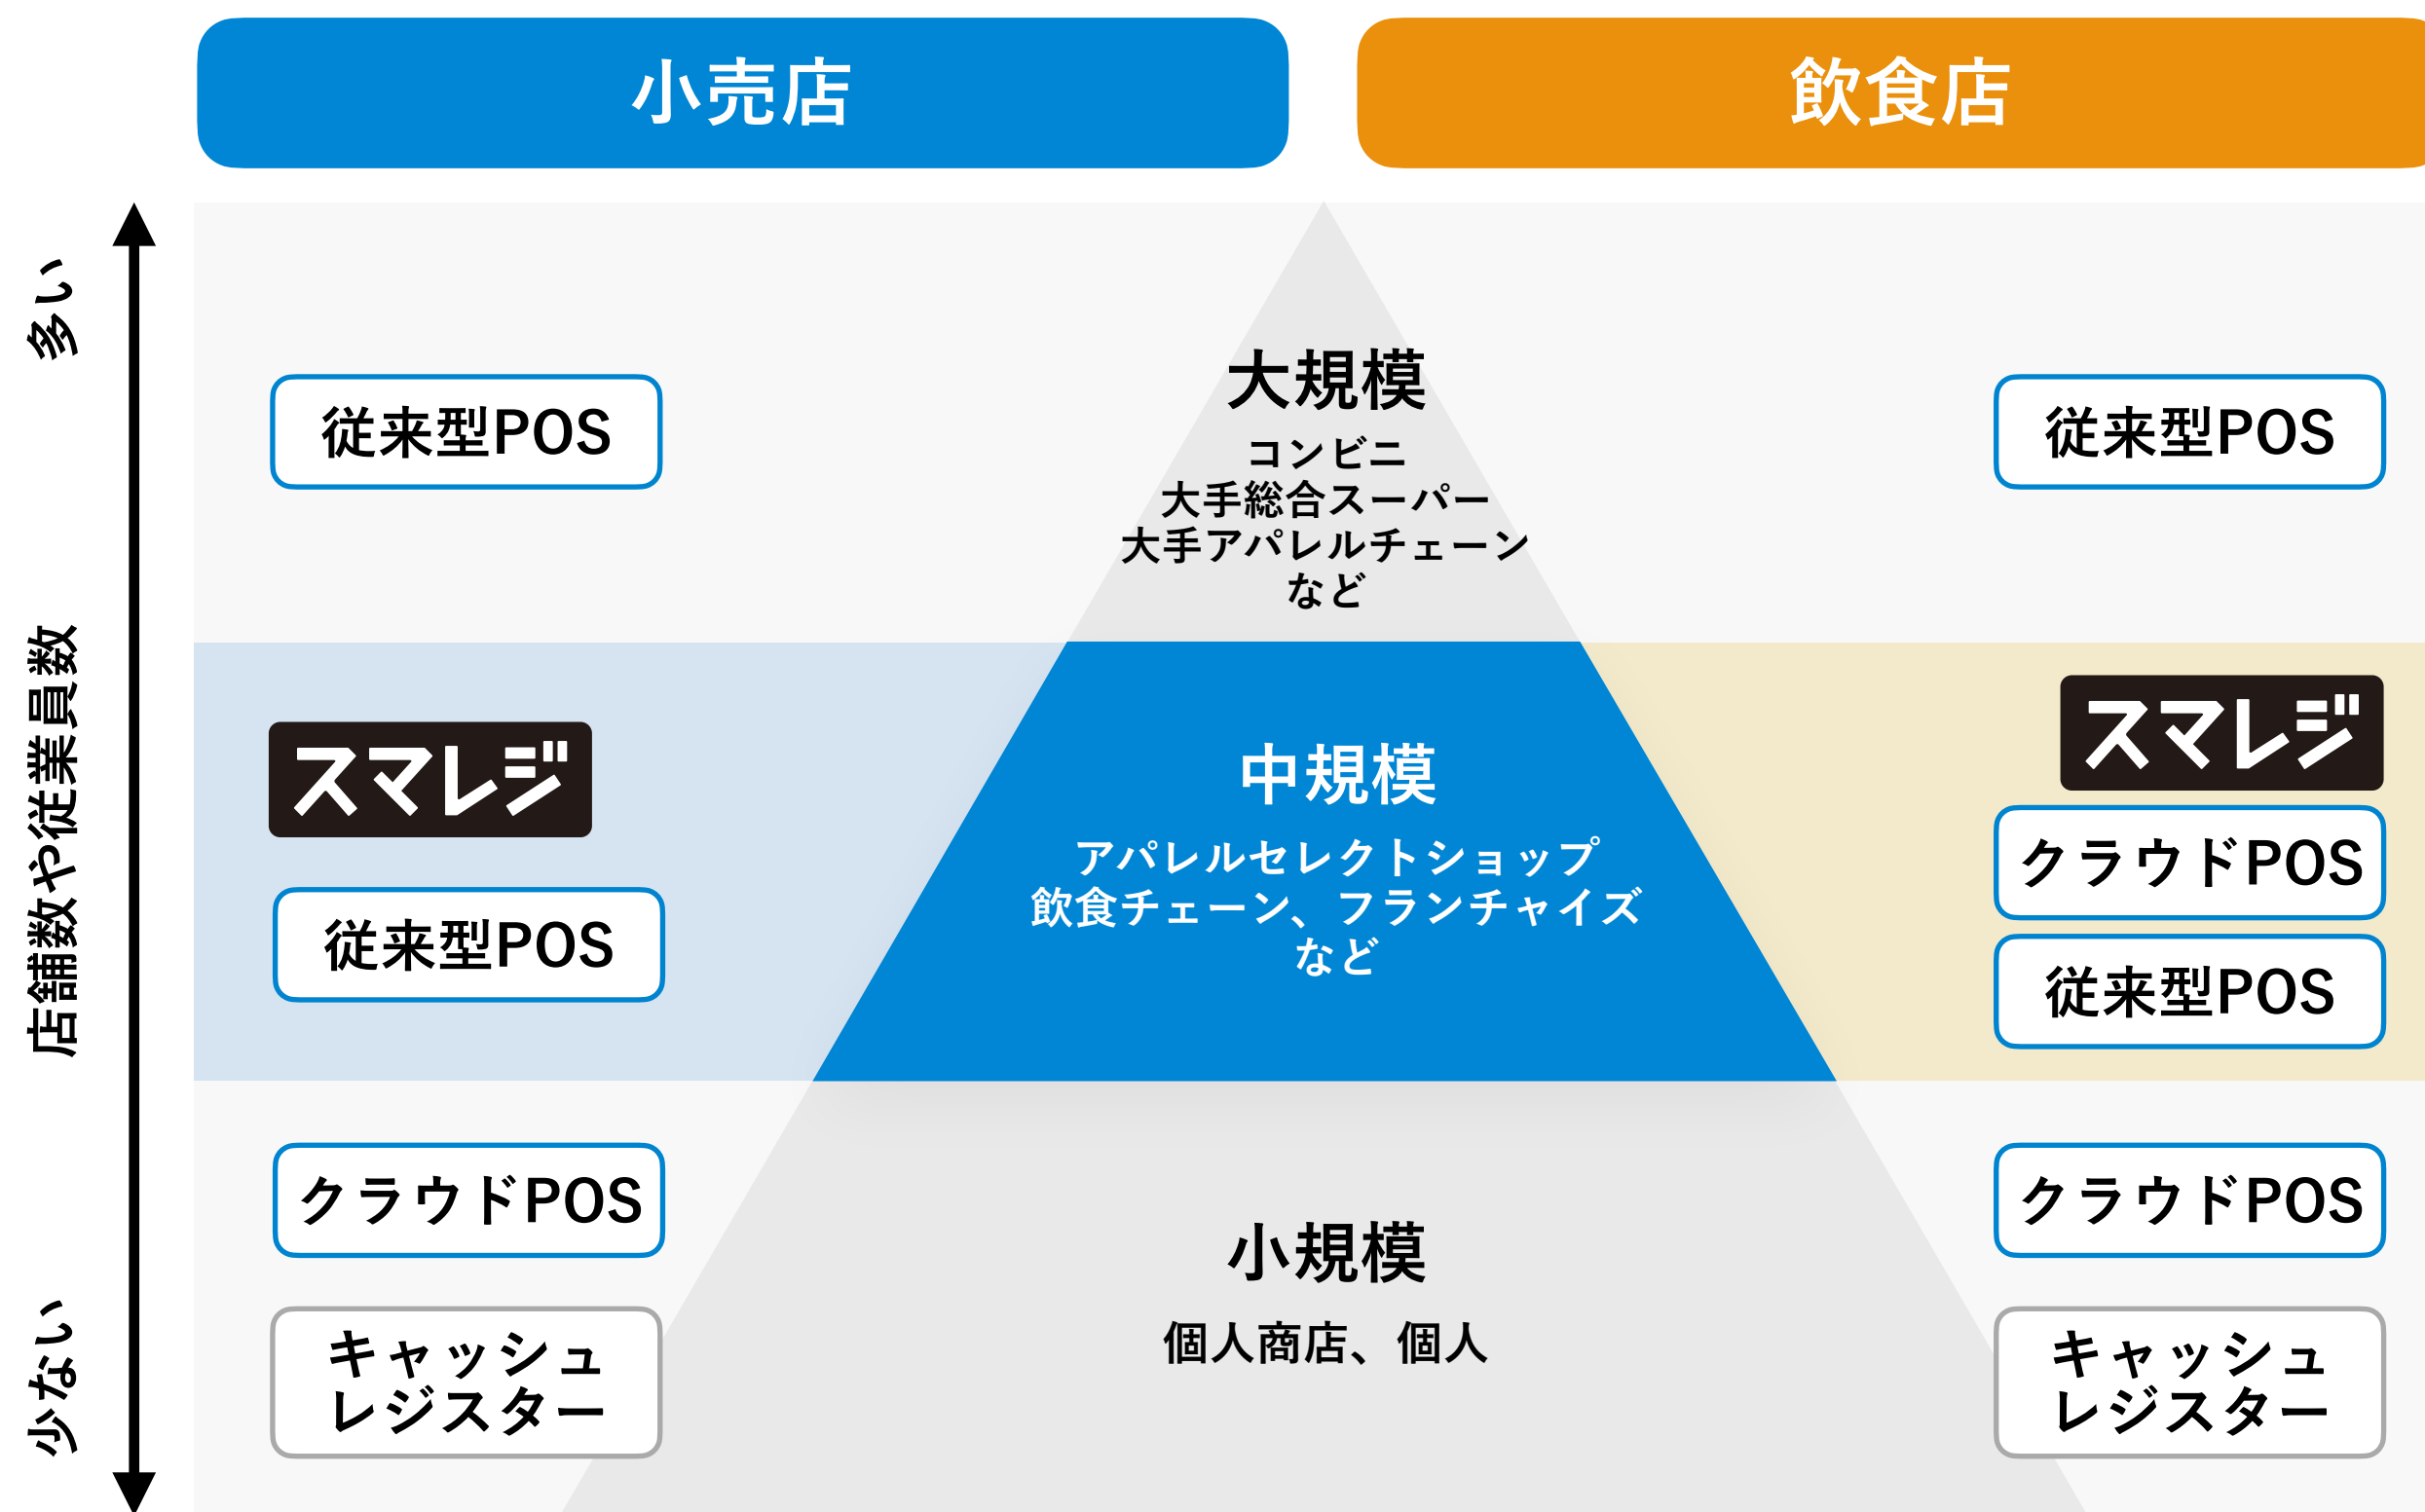 小売店
飲食店
多い
店舗数や従業員数
少ない
従来型POS
大規模
コンビニ
大手総合スーパー
大手アパレルチェーン
など
従来型POS
スマレジ
従来型POS
中規模
アパレルセレクトショップ
飲食チェーン、フランチャイズ
など
スマレジ
クラウドPOS
従来型POS
クラウドPOS
キャッシュ
レジスター
小規模
個人商店、個人
クラウドPOS
キャッシュ
レジスター